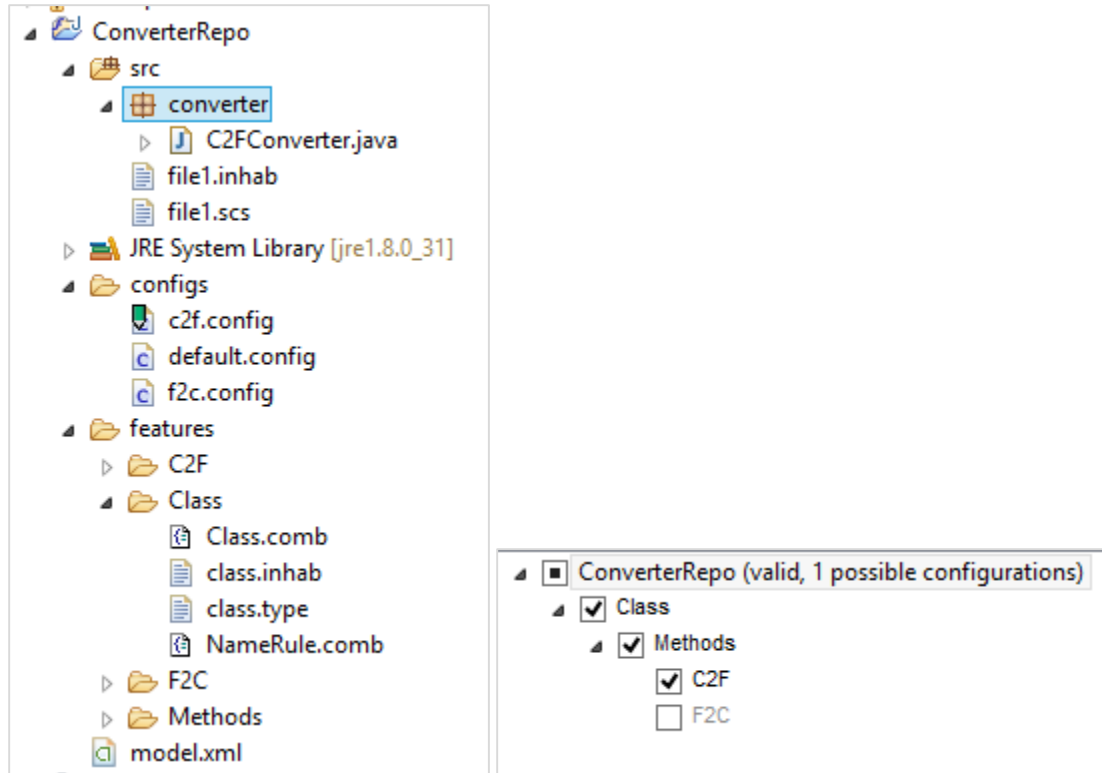 ConverterRepo
src
converter
C2FConverter.java
file1.inhab
file1.scs
JRE System Library [jre1.8.0_31]
configs
c2f.config
default.config
f2c.config
features
C2F
Class
Class.comb
class.inhab
class.type
NameRule.comb
F2C
Methods
model.xml
ConverterRepo (valid, 1 possible configurations)
Class
Methods
C2F
F2C